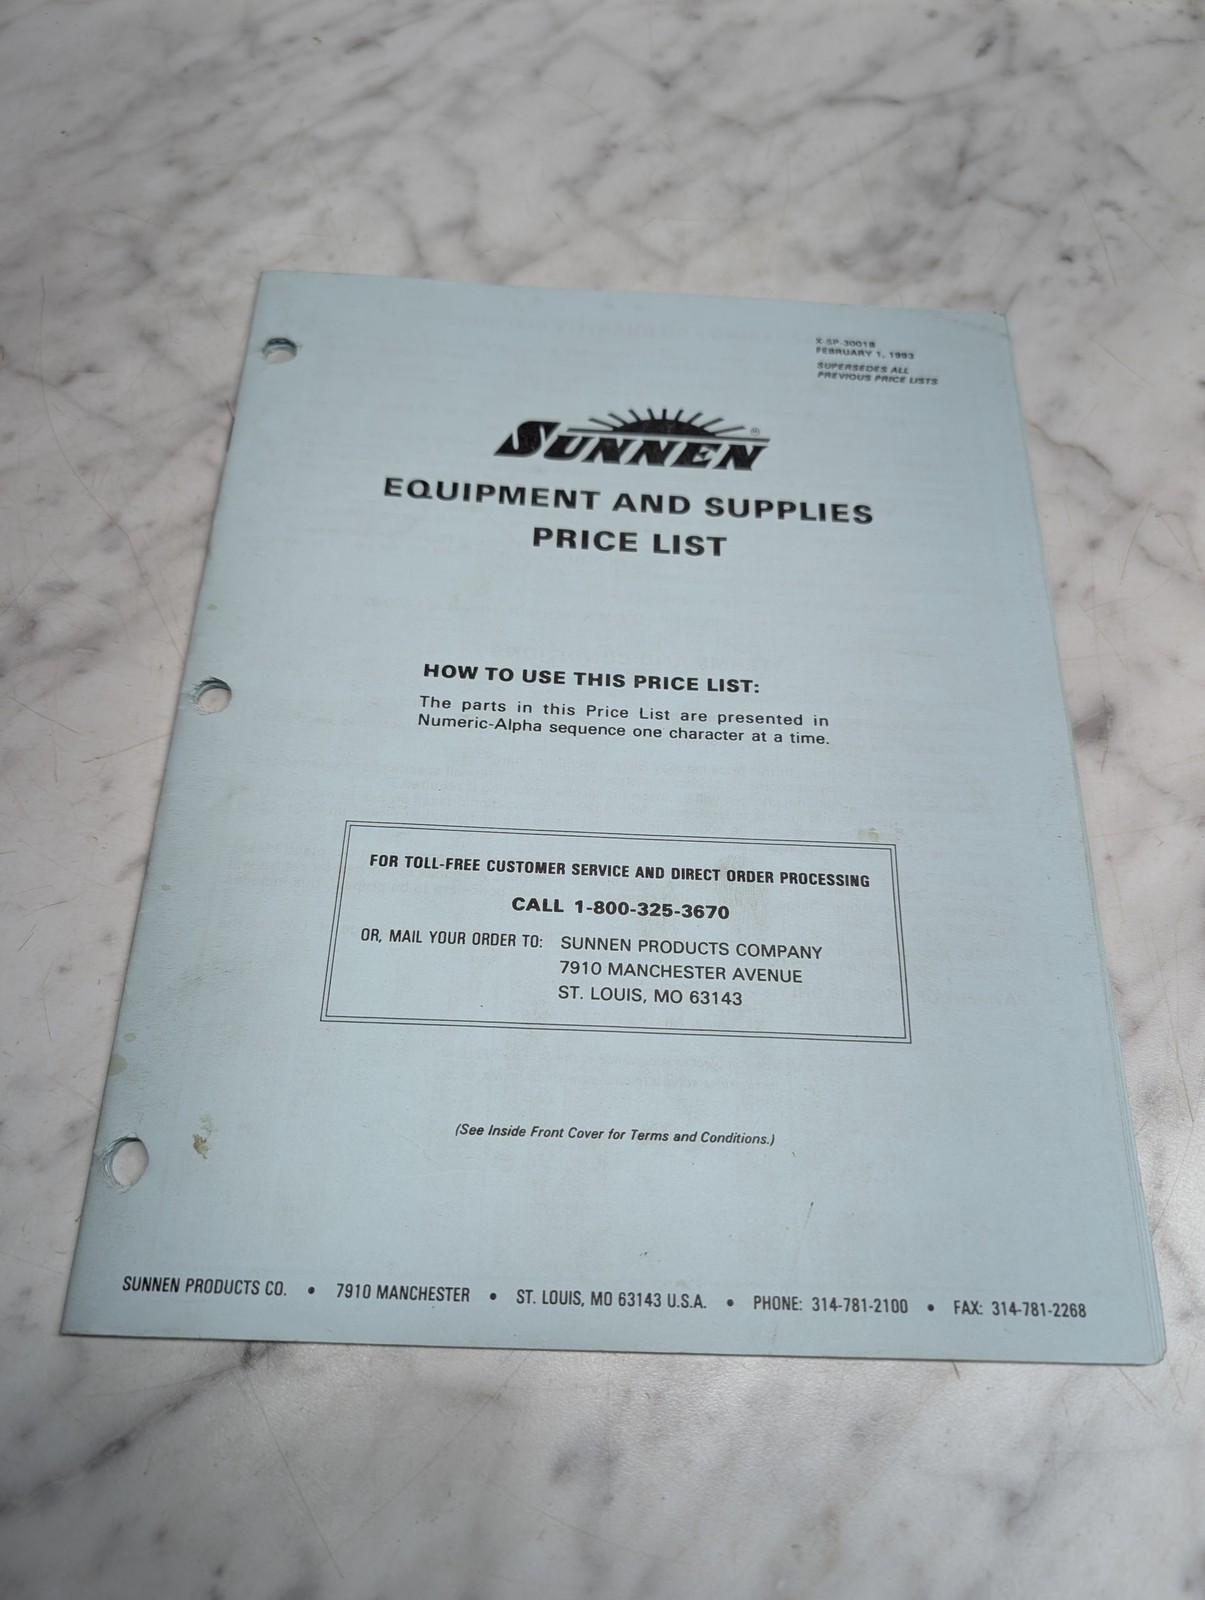 X-SP-3001B
FEBRUARY 1, 1993
SUPERSEDES ALL
PREVIOUS PRICE LISTS
SUNNEN®
EQUIPMENT AND SUPPLIES
PRICE LIST
HOW TO USE THIS PRICE LIST:
The parts in this Price List are presented in
Numeric-Alpha sequence one character at a time.
FOR TOLL-FREE CUSTOMER SERVICE AND DIRECT ORDER PROCESSING
CALL 1-800-325-3670
OR, MAIL YOUR ORDER TO: SUNNEN PRODUCTS COMPANY
7910 MANCHESTER AVENUE
ST. LOUIS, MO 63143
(See Inside Front Cover for Terms and Conditions.)
SUNNEN PRODUCTS CO. • 7910 MANCHESTER • ST. LOUIS, MO 63143 U.S.A. • PHONE: 314-781-2100 • FAX: 314-781-2268